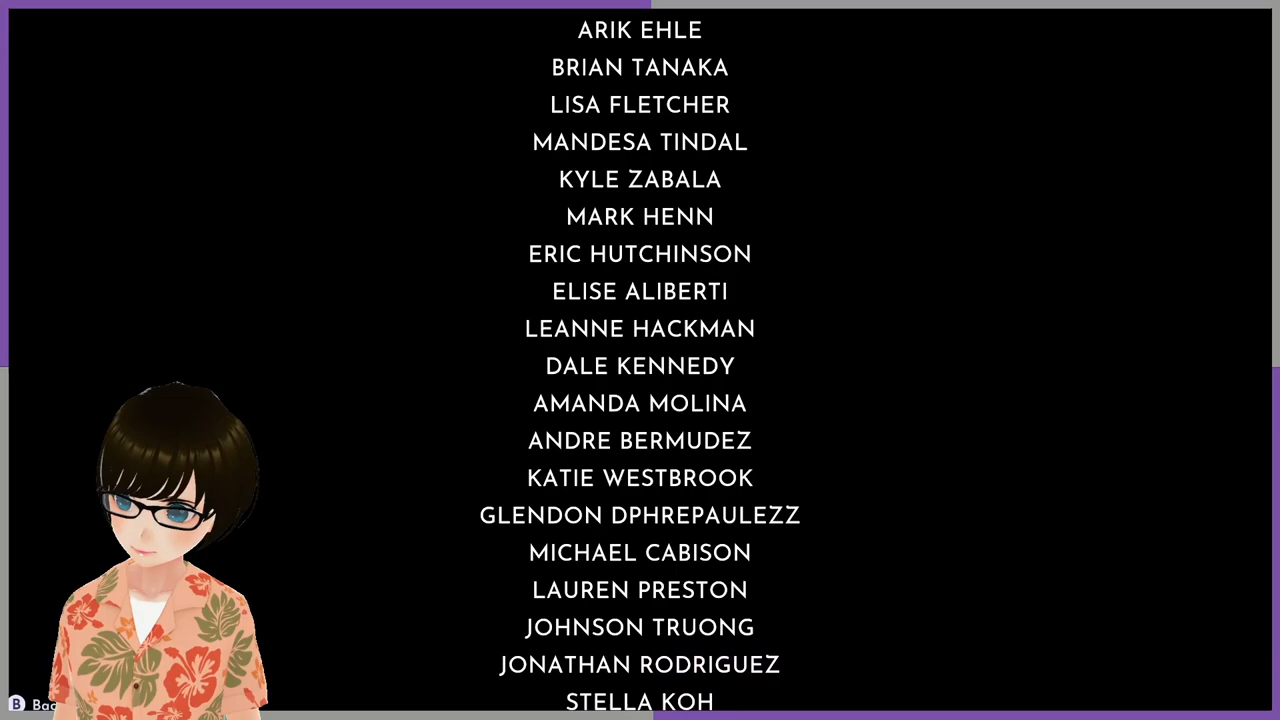 ARIK EHLE
BRIAN TANAKA
LISA FLETCHER
MANDESA TINDAL
KYLE ZABALA
MARK HENN
ERIC HUTCHINSON
ELISE ALIBERTI
LEANNE HACKMAN
DALE KENNEDY
AMANDA MOLINA
ANDRE BERMUDEZ
KATIE WESTBROOK
GLENDON DPHREPAULEZZ
MICHAEL CABISON
LAUREN PRESTON
JOHNSON TRUONG
JONATHAN RODRIGUEZ
STELLA KOH
B